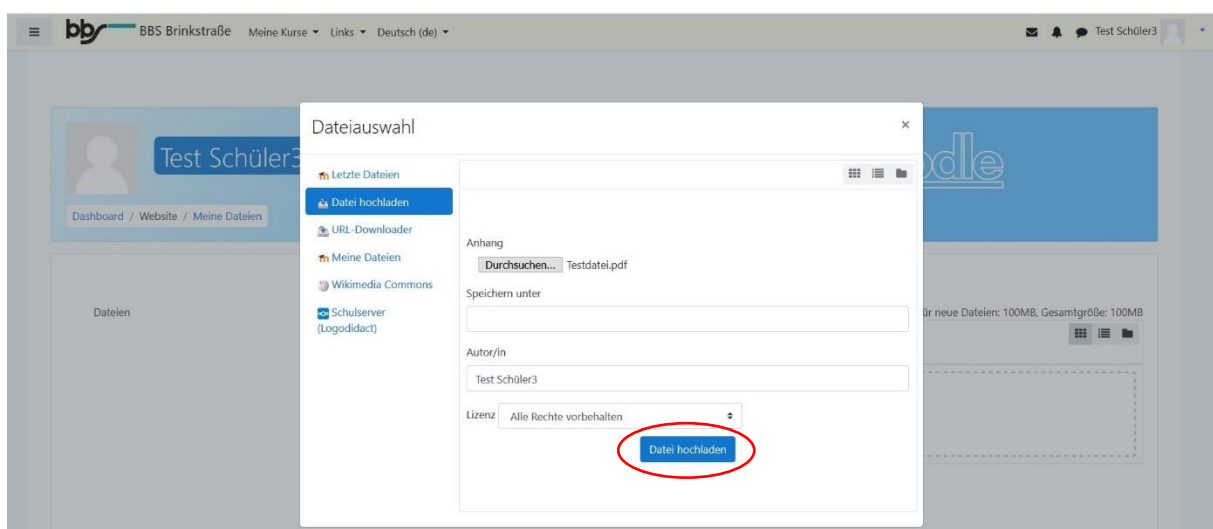 bbs BBS Brinkstraße Meine Kurse Links Deutsch (de) Test Schüler3
Test Schüler3
Dashboard / Website / Meine Dateien
Dateiauswahl ×
Letzte Dateien
Datei hochladen
URL-Downloader
Meine Dateien
Wikimedia Commons
Schulserver
(Logodidact)
Anhang
Durchsuchen... Testdatei.pdf
Speichern unter
Autor/in
Test Schüler3
Lizenz Alle Rechte vorbehalten
Datei hochladen
Dateien
für neue Dateien: 100MB, Gesamtgröße: 100MB